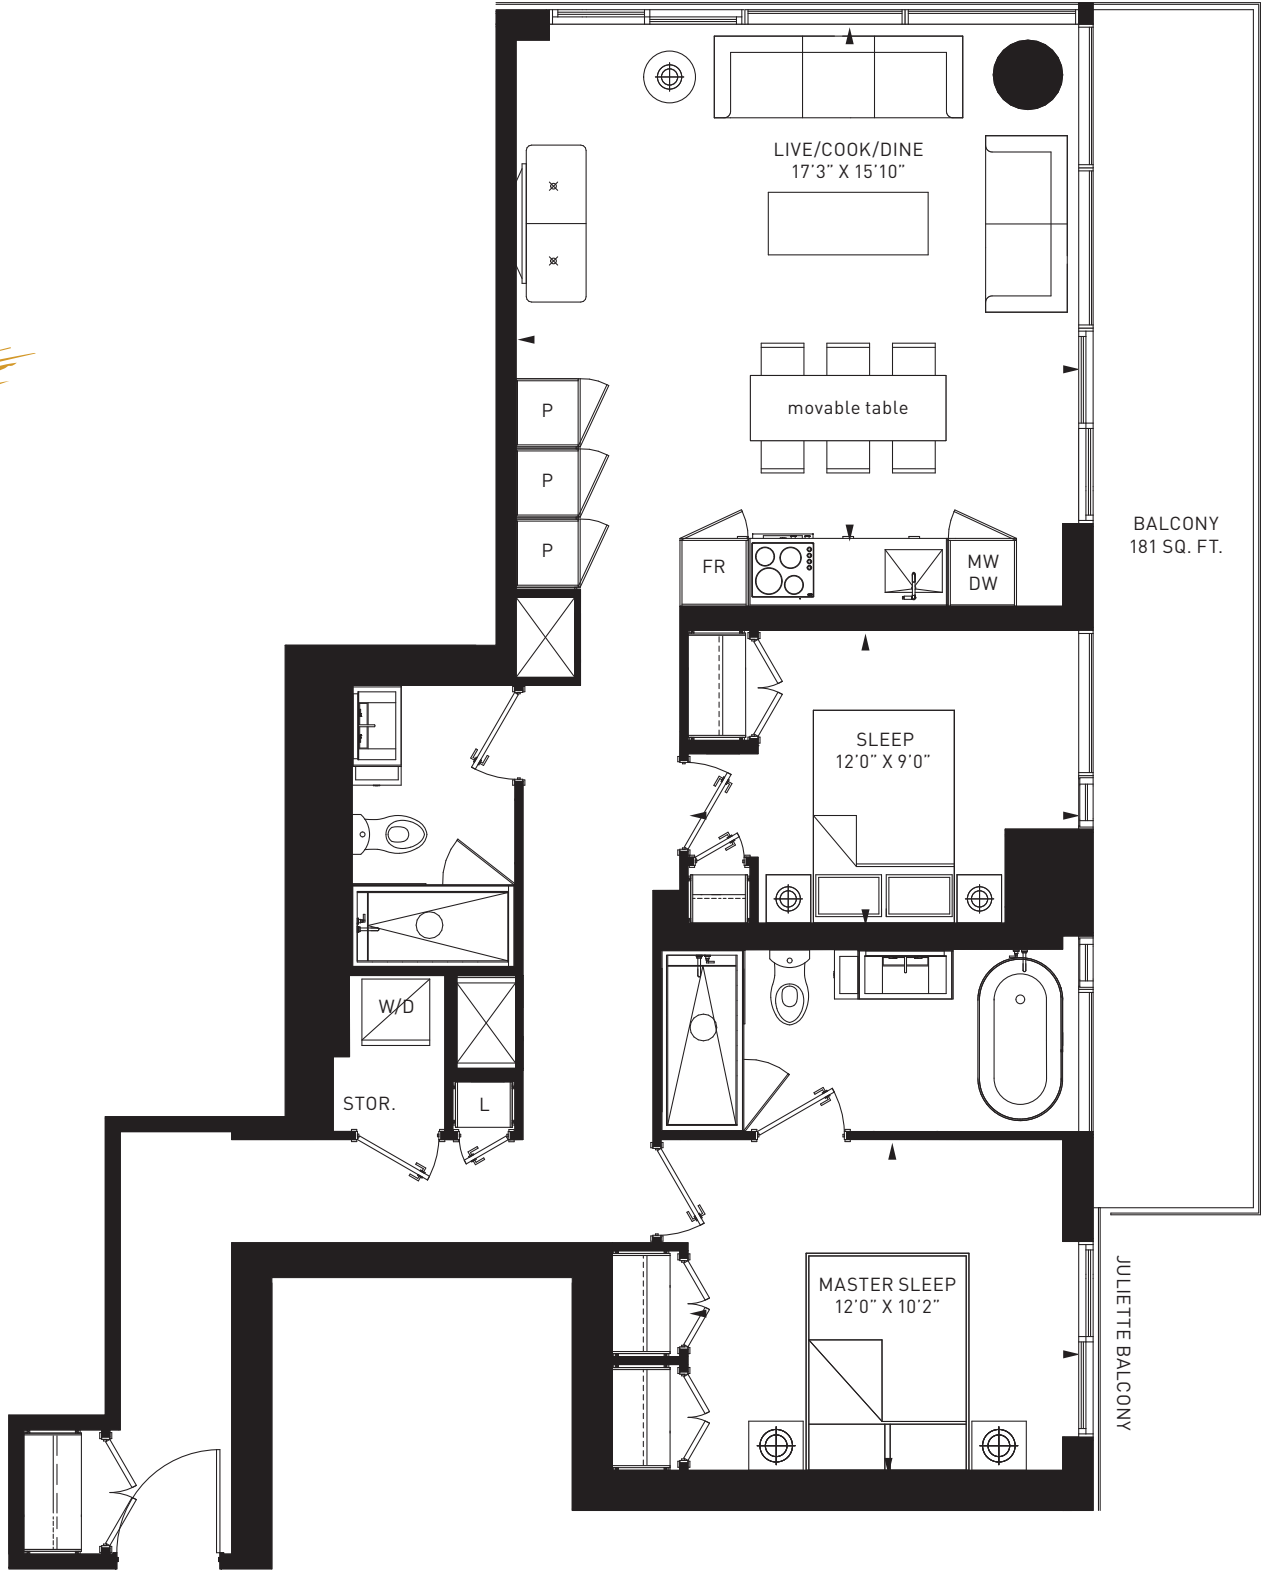 LIVE/COOK/DINE
17'3" X 15'10"
P
P
P
movable table
FR
MW
DW
BALCONY
181 SQ. FT.
SLEEP
12'0" X 9'0"
W/D
STOR.
L
MASTER SLEEP
12'0" X 10'2"
JULIETTE BALCONY